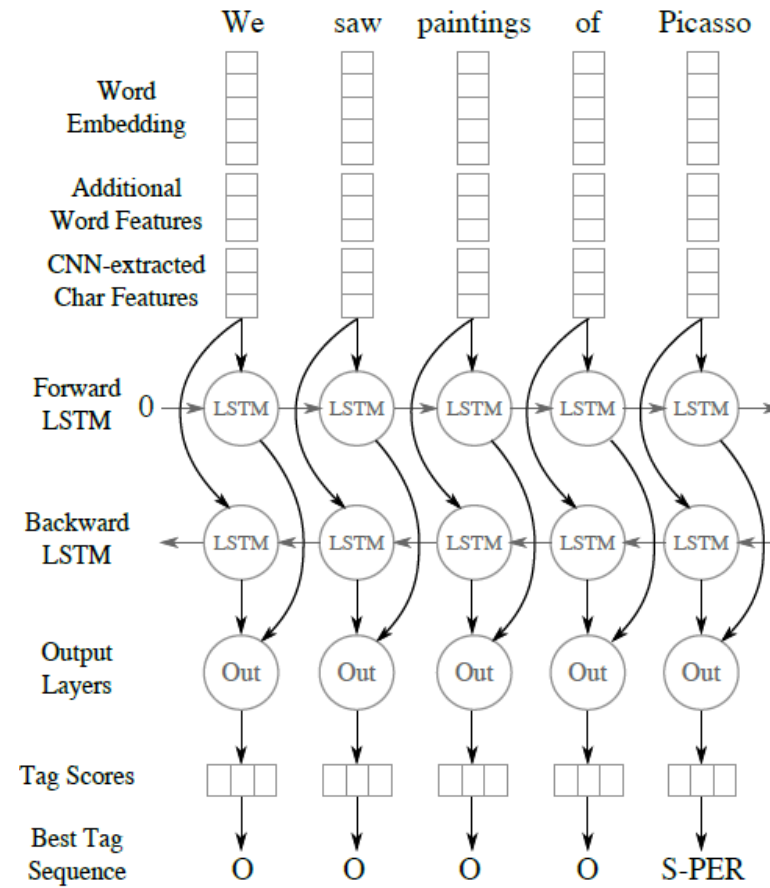 We saw paintings of Picasso
Word
Embedding
Additional
Word Features
CNN-extracted
Char Features
Forward
LSTM
0 LSTM LSTM LSTM LSTM LSTM
Backward
LSTM
LSTM LSTM LSTM LSTM LSTM
Output
Layers
Out Out Out Out Out
Tag Scores
Best Tag
Sequence
O O O O S-PER